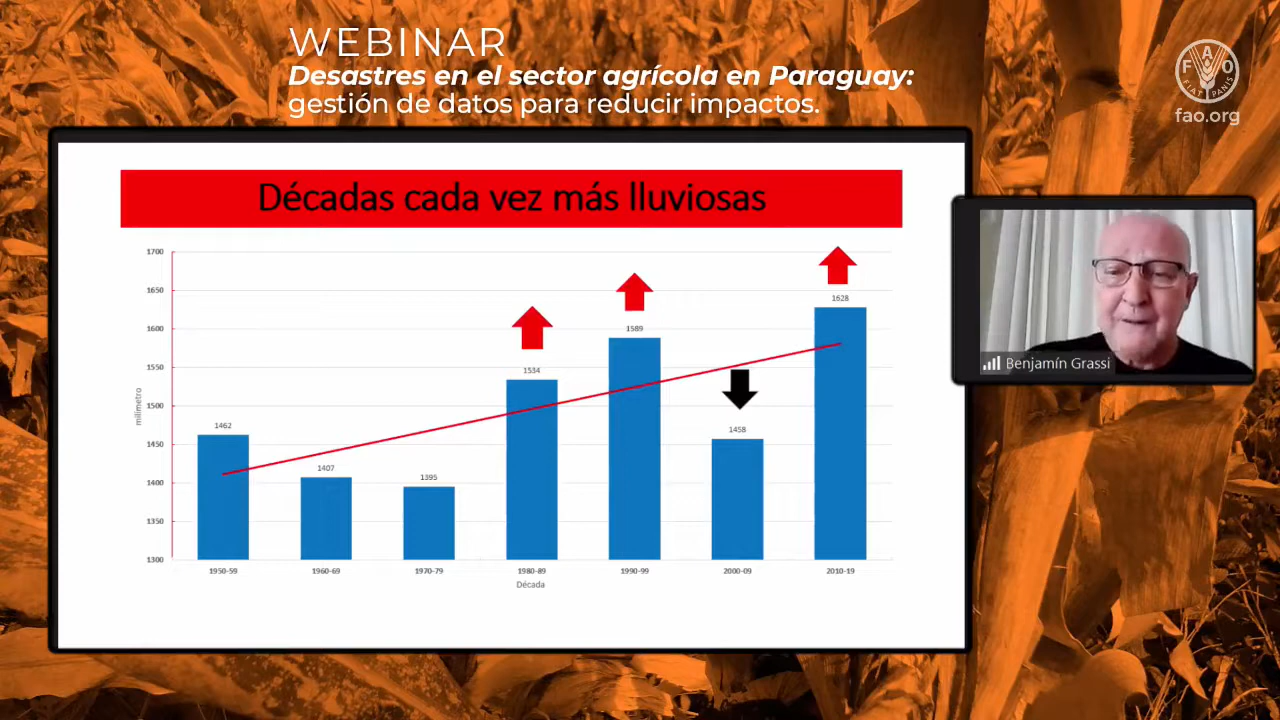 WEBINAR
Desastres en el sector agrícola en Paraguay:
gestión de datos para reducir impactos.
F A O
FIAT PANIS
fao.org
Décadas cada vez más lluviosas
1700
1650
1600
1550
1500
1450
1400
1350
1300
milímetro
1462
1407
1395
1534
1589
1458
1628
1950-59
1960-69
1970-79
1980-89
1990-99
2000-09
2010-19
Década
Benjamín Grassi